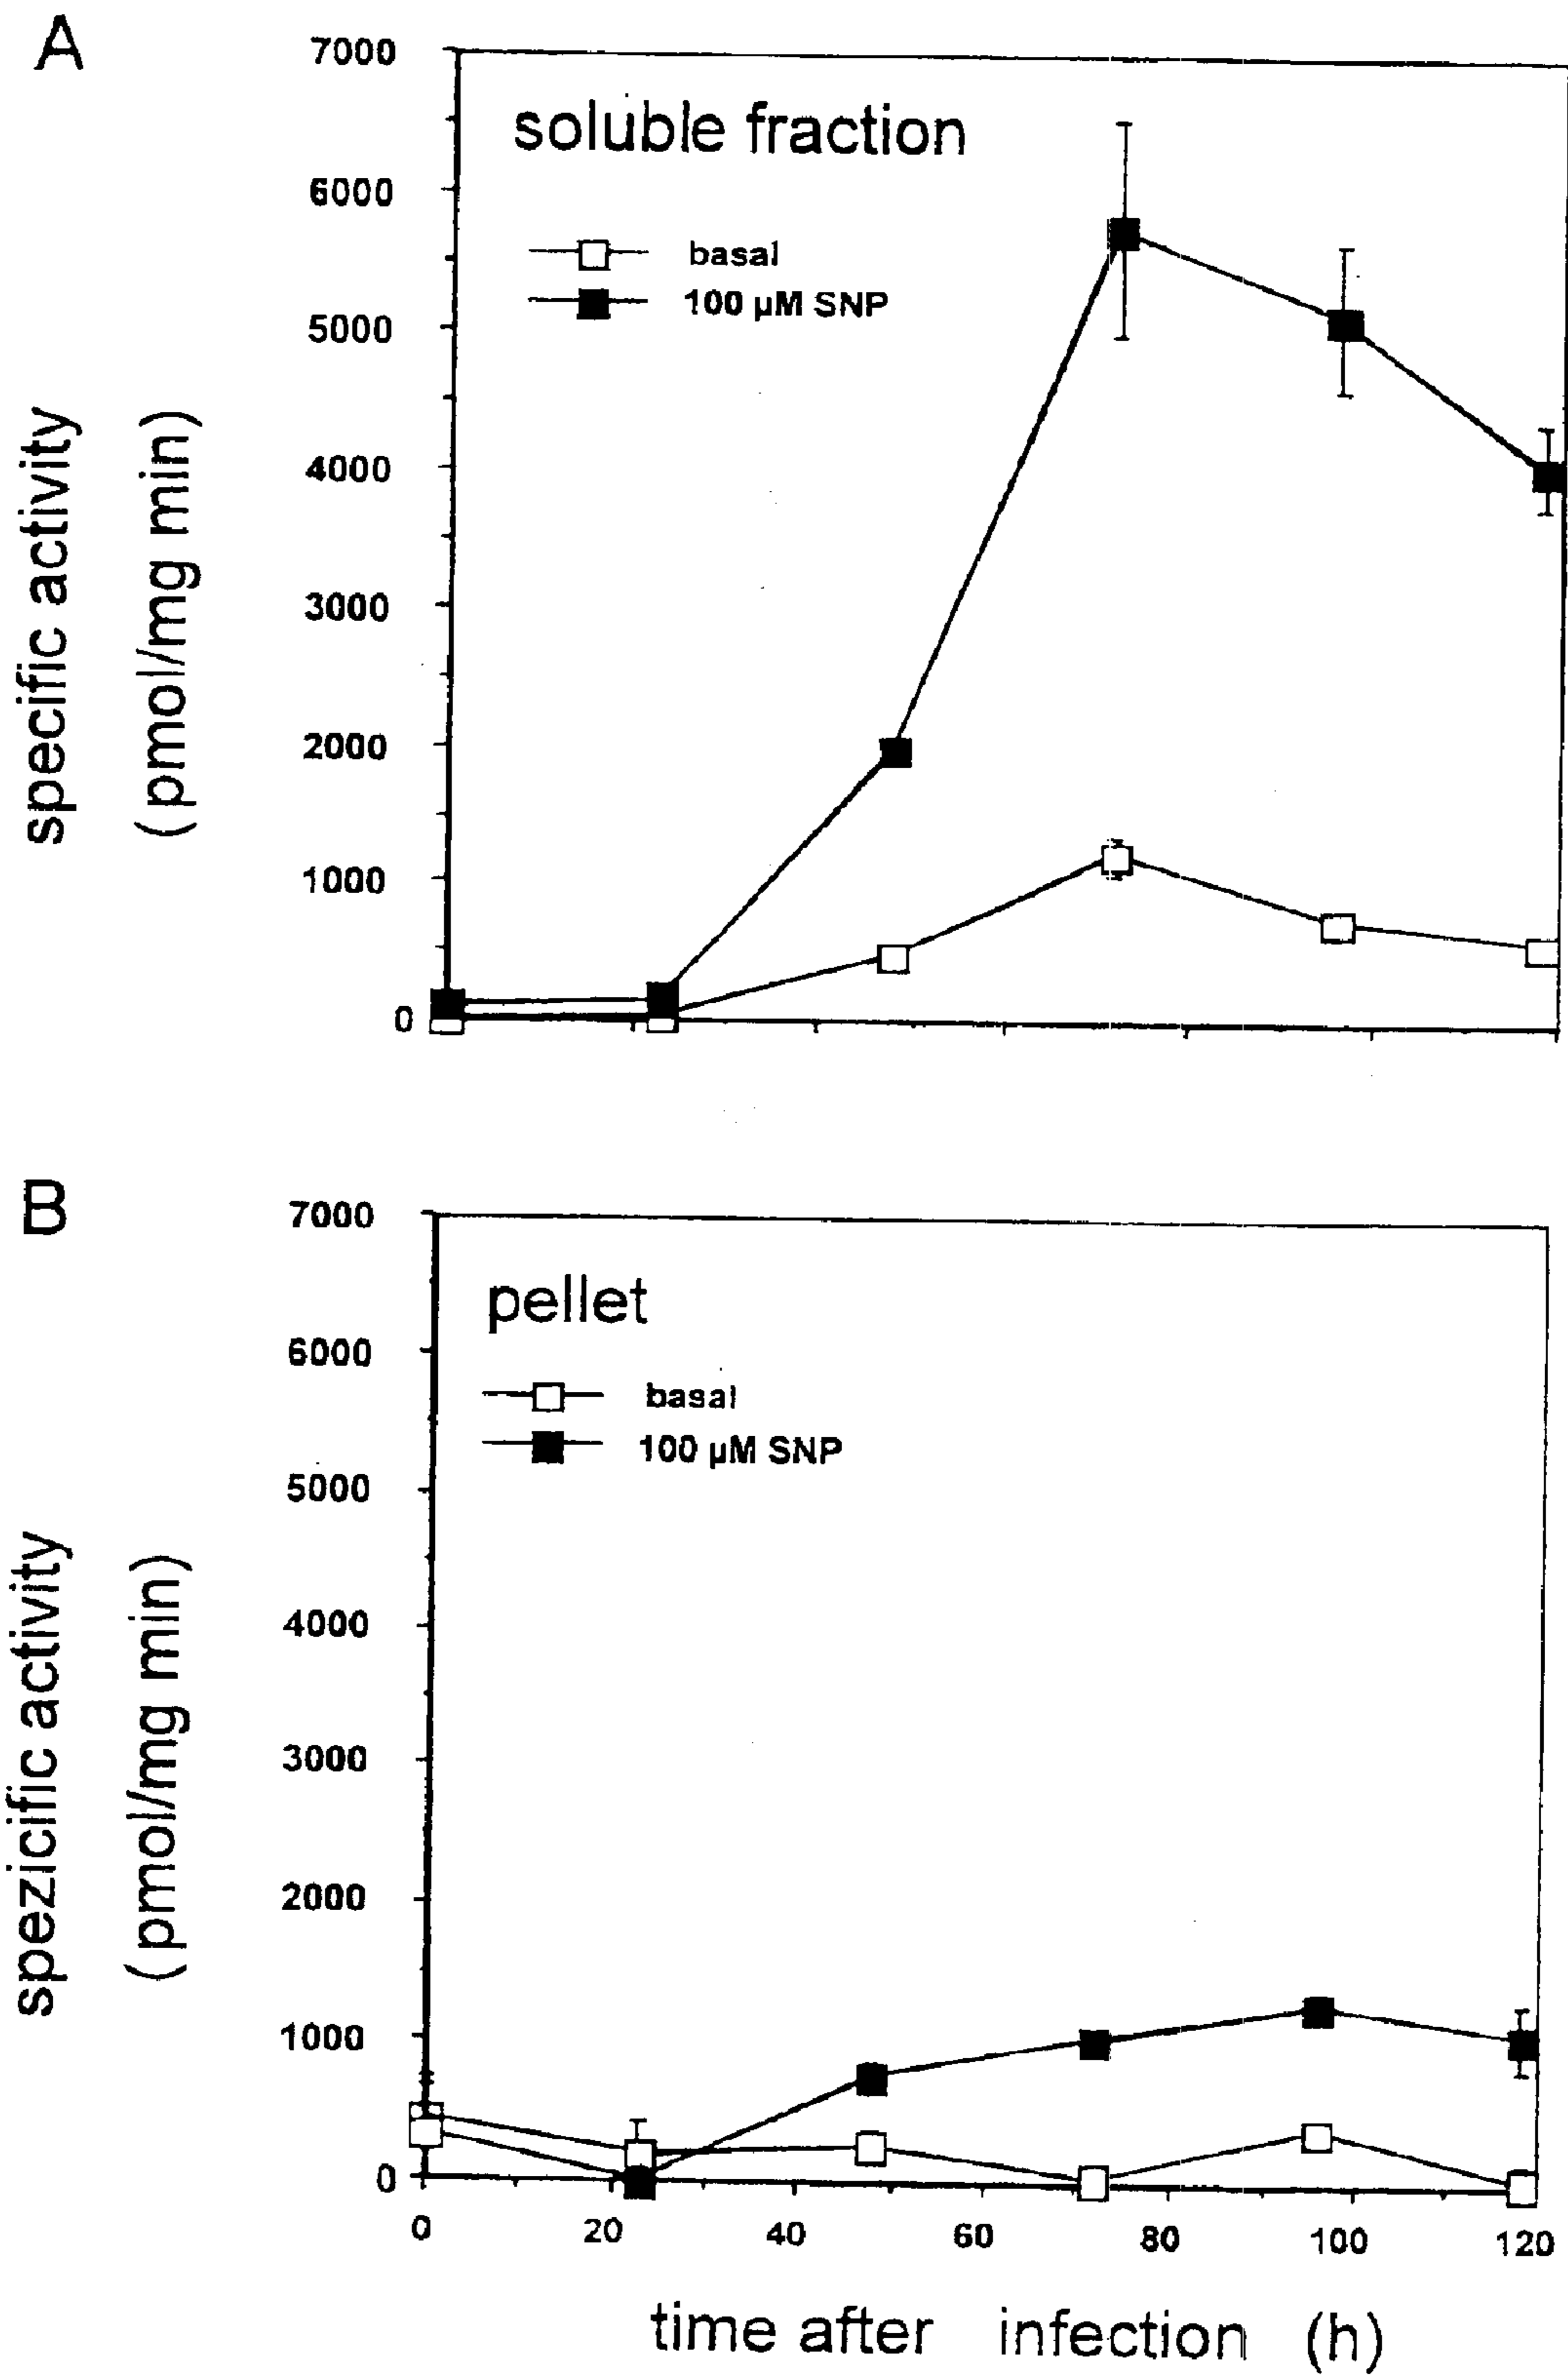 A
7000
soluble fraction
6000
basal
100 µM SNP
5000
4000
3000
2000
1000
0
specific activity
(pmol/mg min)
B
7000
pellet
6000
basal
100 µM SNP
5000
4000
3000
2000
1000
0
spezicific activity
(pmol/mg min)
0 20 40 60 80 100 120
time after infection (h)